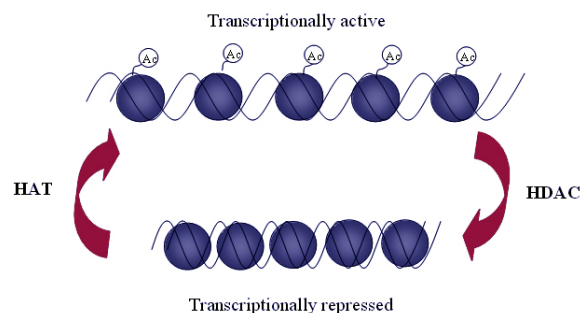 Transcriptionally active
Ac Ac Ac Ac Ac
HAT
HDAC
Transcriptionally repressed